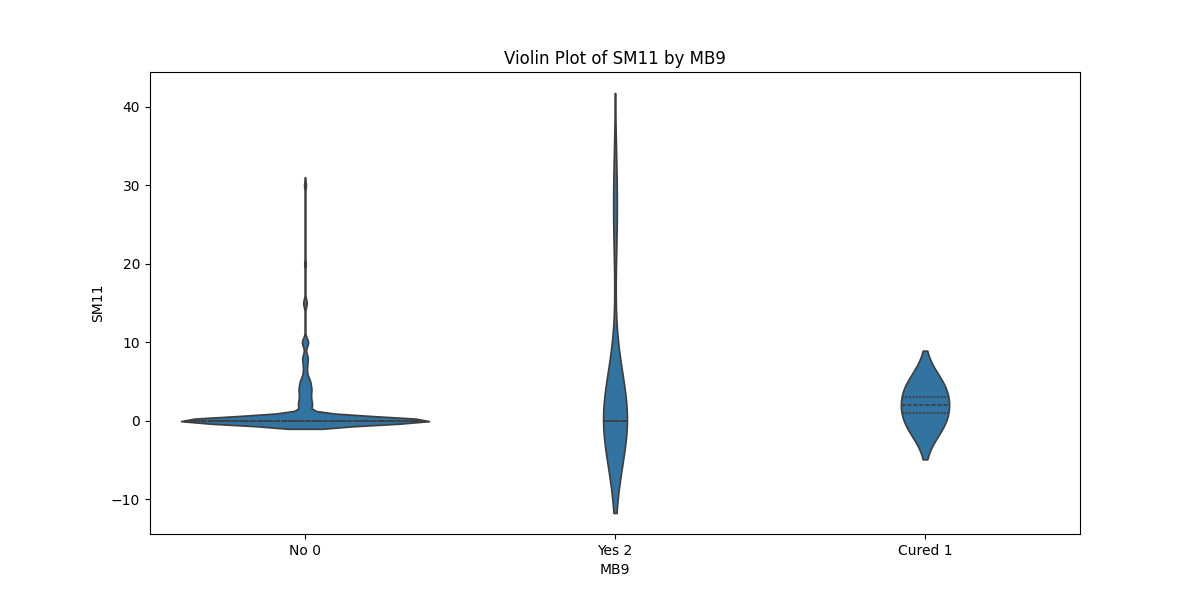 Violin Plot of SM11 by MB9
40
30
20
10
0
−10
SM11
No 0
Yes 2
Cured 1
MB9